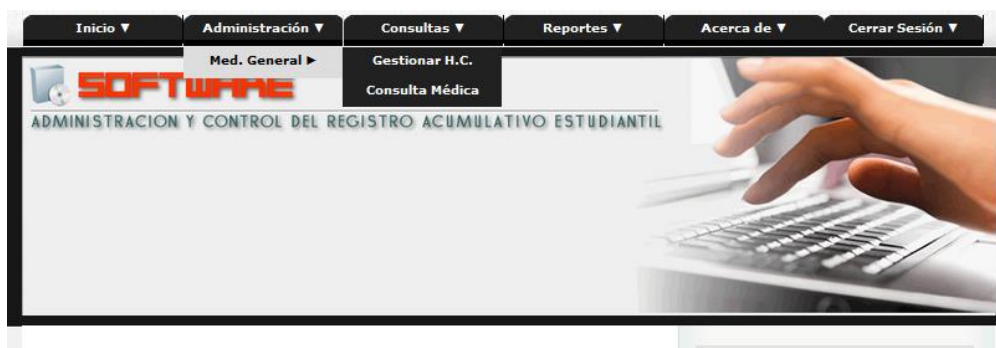 Inicio ▼ Administración ▼ Consultas ▼ Reportes ▼ Acerca de ▼ Cerrar Sesión ▼
Med. General ► Gestionar H.C.
Consulta Médica
SOFTWARE
ADMINISTRACION Y CONTROL DEL REGISTRO ACUMULATIVO ESTUDIANTIL